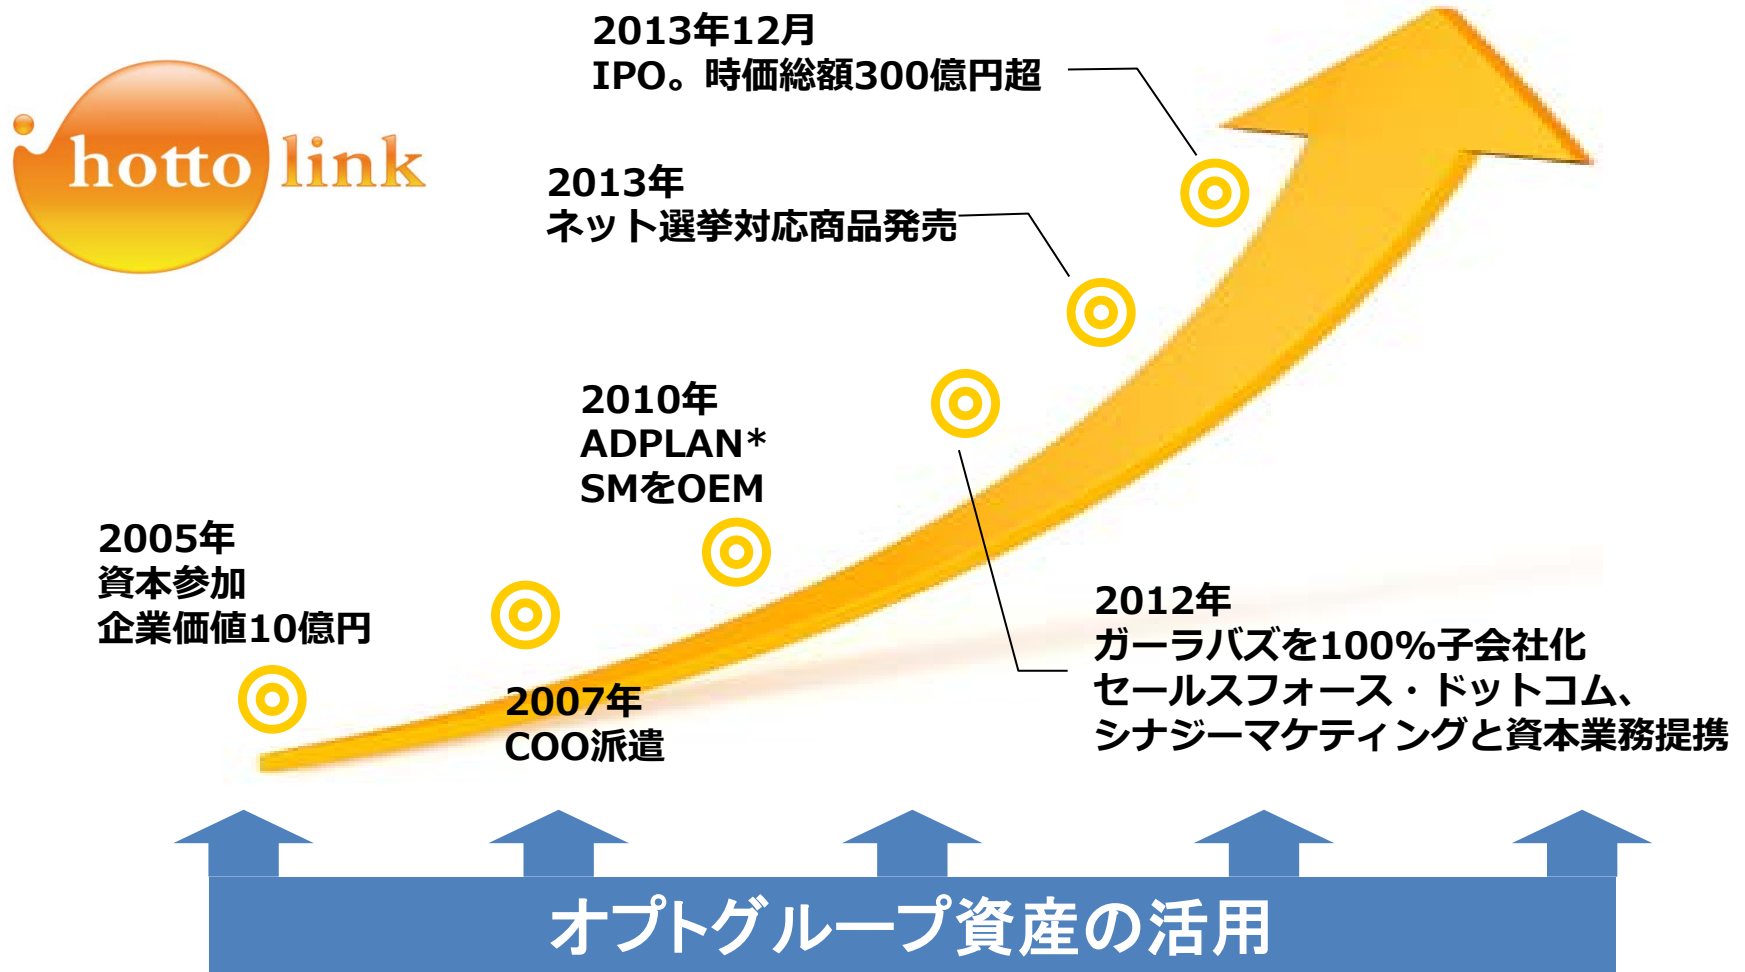 hotto link
2013年12月
IPO。時価総額300億円超
2013年
ネット選挙対応商品発売
2010年
ADPLAN*
SMをOEM
2005年
資本参加
企業価値10億円
2007年
COO派遣
2012年
ガーラバズを100%子会社化
セールスフォース・ドットコム、
シナジーマケティングと資本業務提携
オプトグループ資産の活用